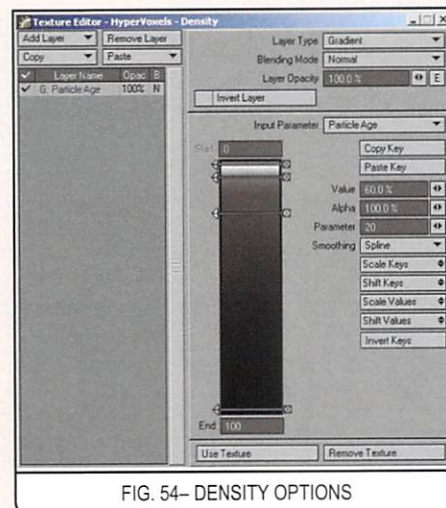 Texture Editor - HyperVoxels - Density
Add Layer Remove Layer
Copy Paste
Layer Name Opac B
G: Particle Age 100% N
Layer Type Gradient
Blending Mode Normal
Layer Opacity 100.0 % E
Invert Layer
Input Parameter Particle Age
Start 0
Copy Key
Paste Key
Value 60.0 %
Alpha 100.0 %
Parameter 20
Smoothing Spline
Scale Keys
Shift Keys
Scale Values
Shift Values
Invert Keys
End 100
Use Texture Remove Texture
FIG. 54– DENSITY OPTIONS